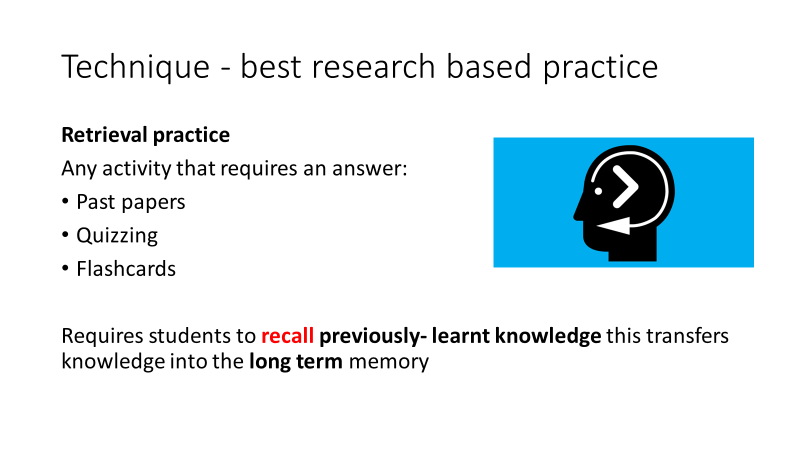 Technique - best research based practice
Retrieval practice
Any activity that requires an answer:
• Past papers
• Quizzing
• Flashcards
Requires students to recall previously- learnt knowledge this transfers
knowledge into the long term memory